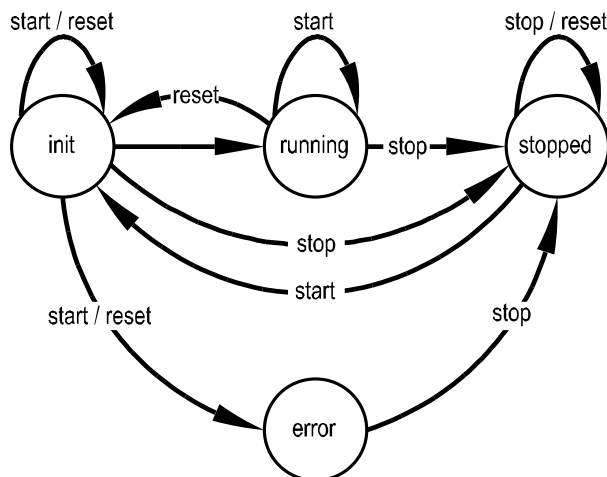 start / reset
start
stop / reset
reset
init
running
stop
stopped
stop
start
start / reset
stop
error